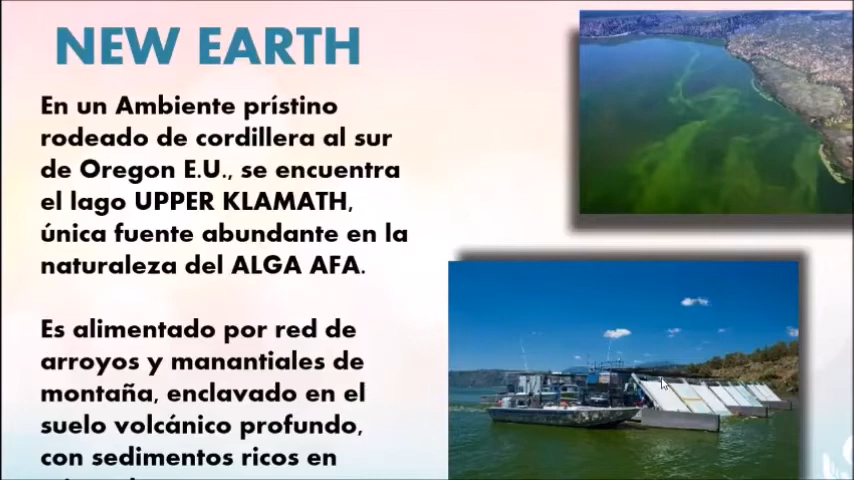 NEW EARTH
En un Ambiente prístino
rodeado de cordillera al sur
de Oregon E.U., se encuentra
el lago UPPER KLAMATH,
única fuente abundante en la
naturaleza del ALGA AFA.
Es alimentado por red de
arroyos y manantiales de
montaña, enclavado en el
suelo volcánico profundo,
con sedimentos ricos en